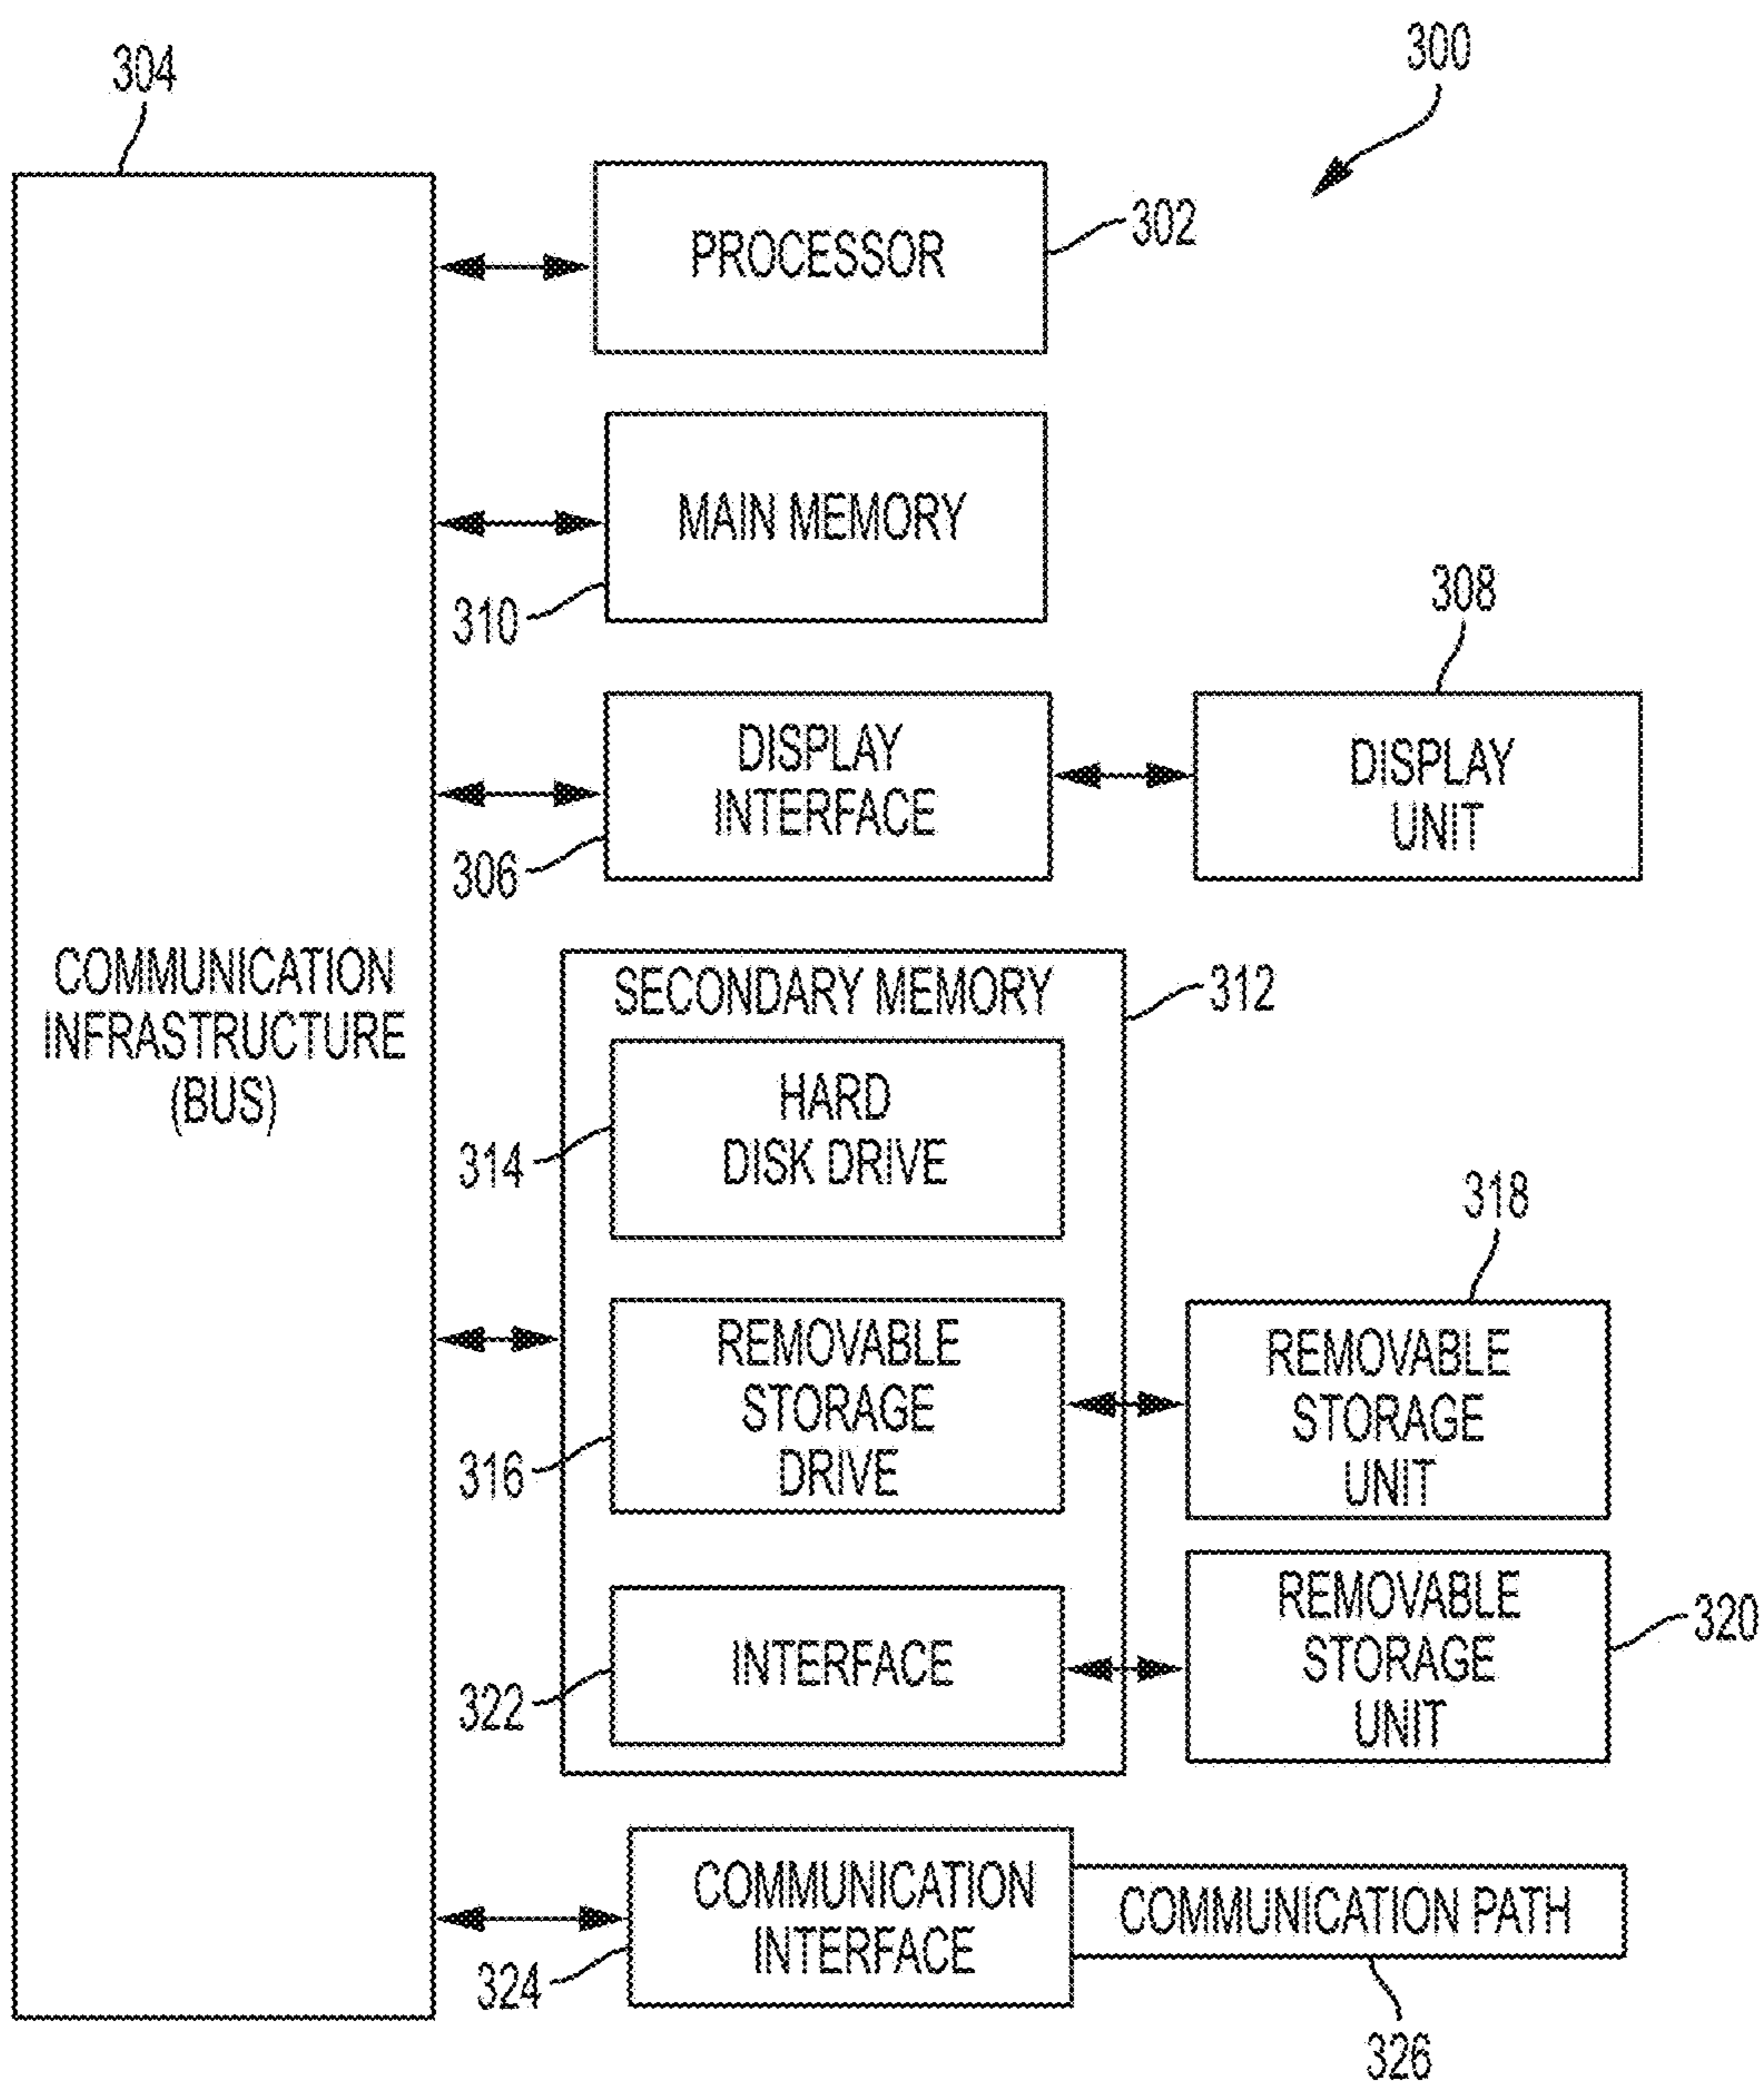 304
300
PROCESSOR
302
MAIN MEMORY
310
308
DISPLAY
INTERFACE
306
DISPLAY
UNIT
COMMUNICATION
INFRASTRUCTURE
(BUS)
SECONDARY MEMORY
312
HARD
DISK DRIVE
314
318
REMOVABLE
STORAGE
DRIVE
316
REMOVABLE
STORAGE
UNIT
INTERFACE
322
REMOVABLE
STORAGE
UNIT
320
COMMUNICATION
INTERFACE
324
COMMUNICATION PATH
326